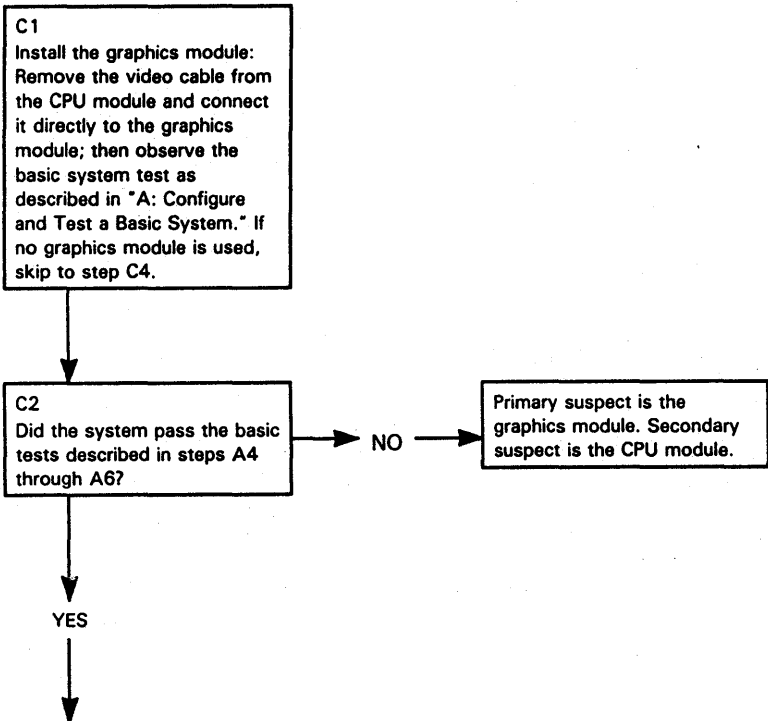 C1
Install the graphics module:
Remove the video cable from
the CPU module and connect
it directly to the graphics
module; then observe the
basic system test as
described in "A: Configure
and Test a Basic System." If
no graphics module is used,
skip to step C4.
C2
Did the system pass the basic
tests described in steps A4
through A6?
NO
Primary suspect is the
graphics module. Secondary
suspect is the CPU module.
YES